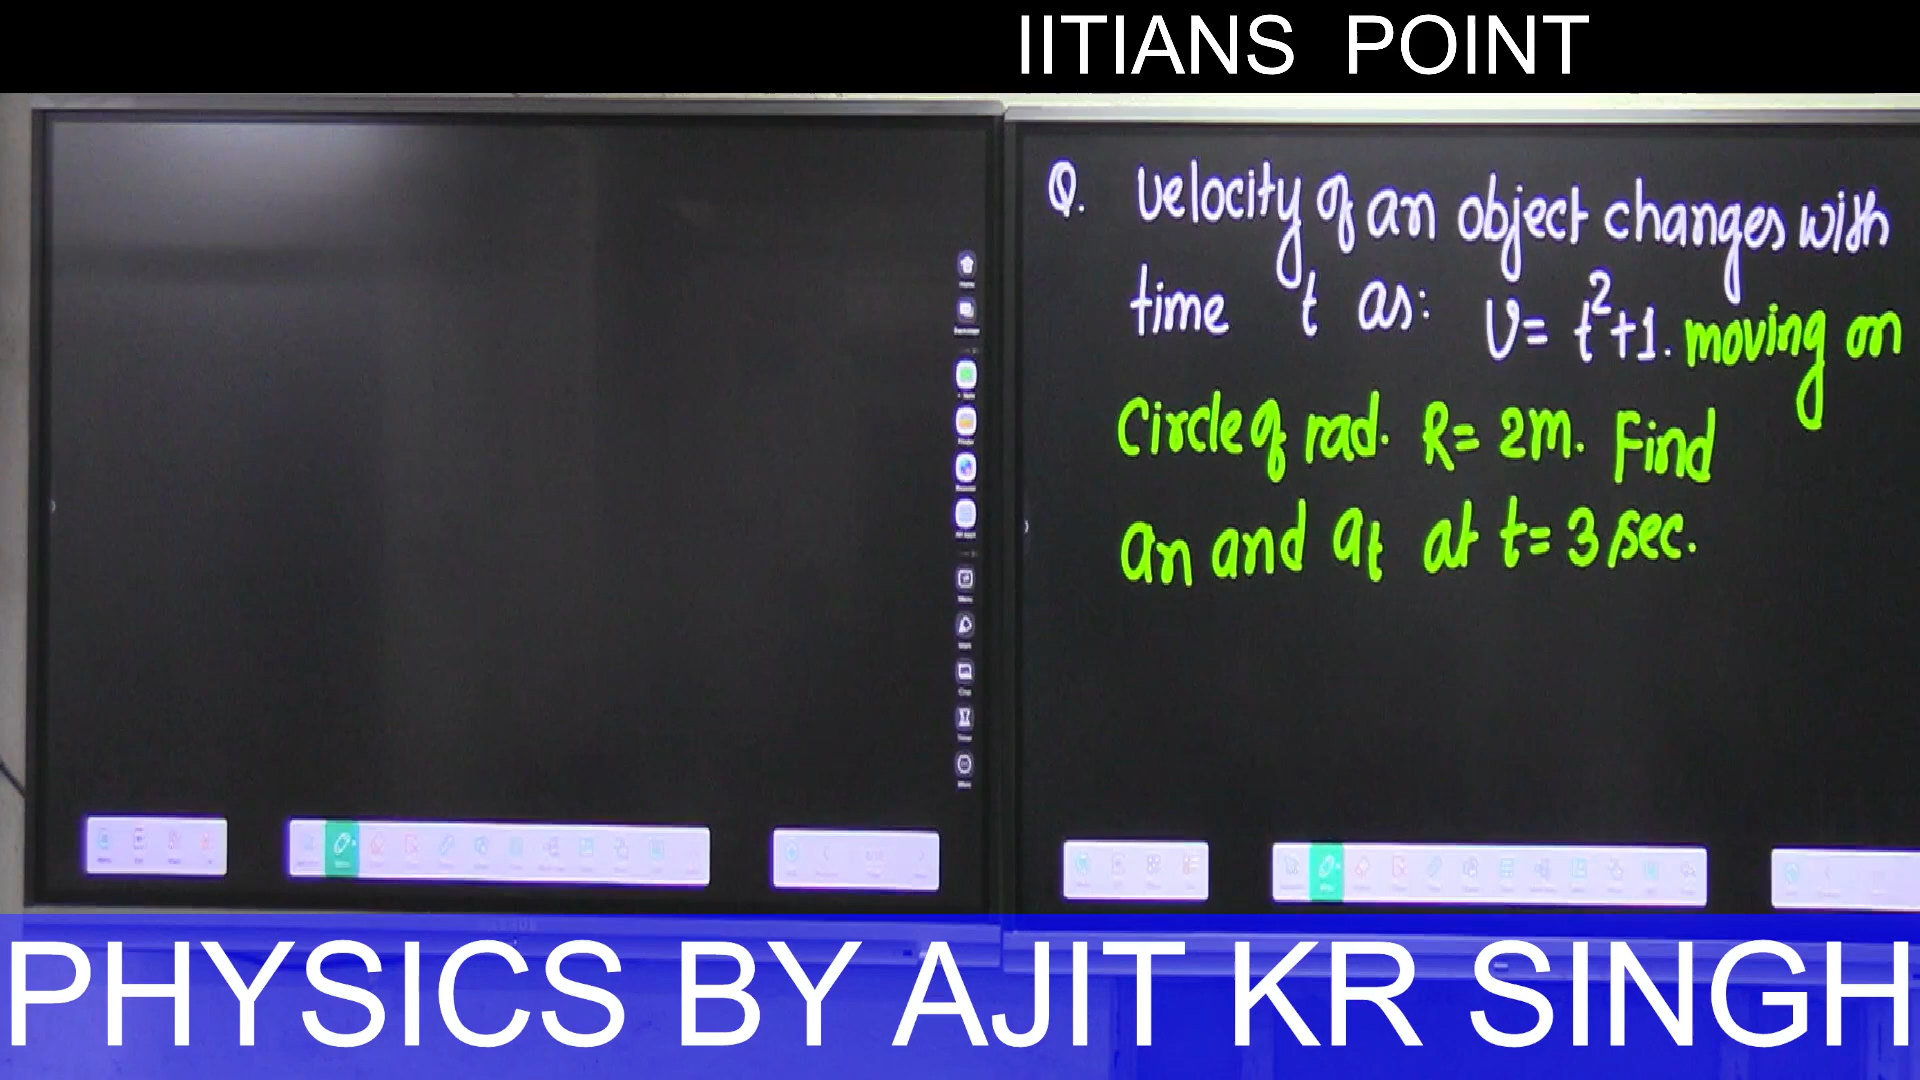 IITIANS POINT
Q. Velocity of an object changes with
time t as: v = t²+1. moving on
Circle of rad. R = 2m. Find
an and at at t = 3 sec.
PHYSICS BY AJIT KR SINGH